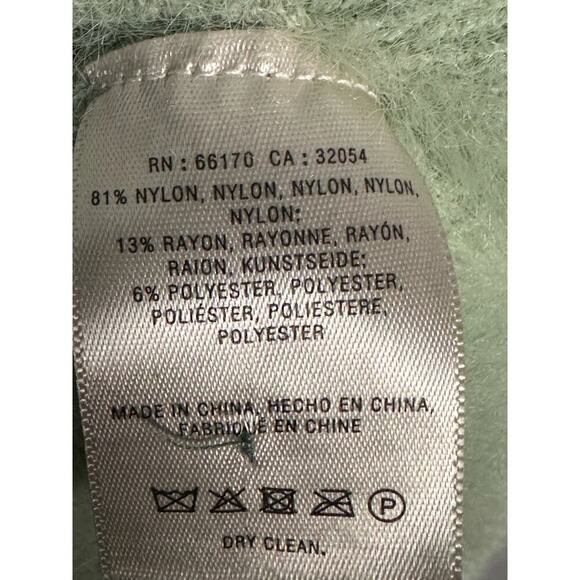 RN : 66170 CA : 32054
81% NYLON, NYLON, NYLON, NYLON,
NYLON:
13% RAYON, RAYONNE, RAYÓN,
RAION, KUNSTSEIDE:
6% POLYESTER, POLYESTER,
POLIÉSTER, POLIESTERE,
POLYESTER
MADE IN CHINA, HECHO EN CHINA,
FABRIQUÉ EN CHINE
P
DRY CLEAN.